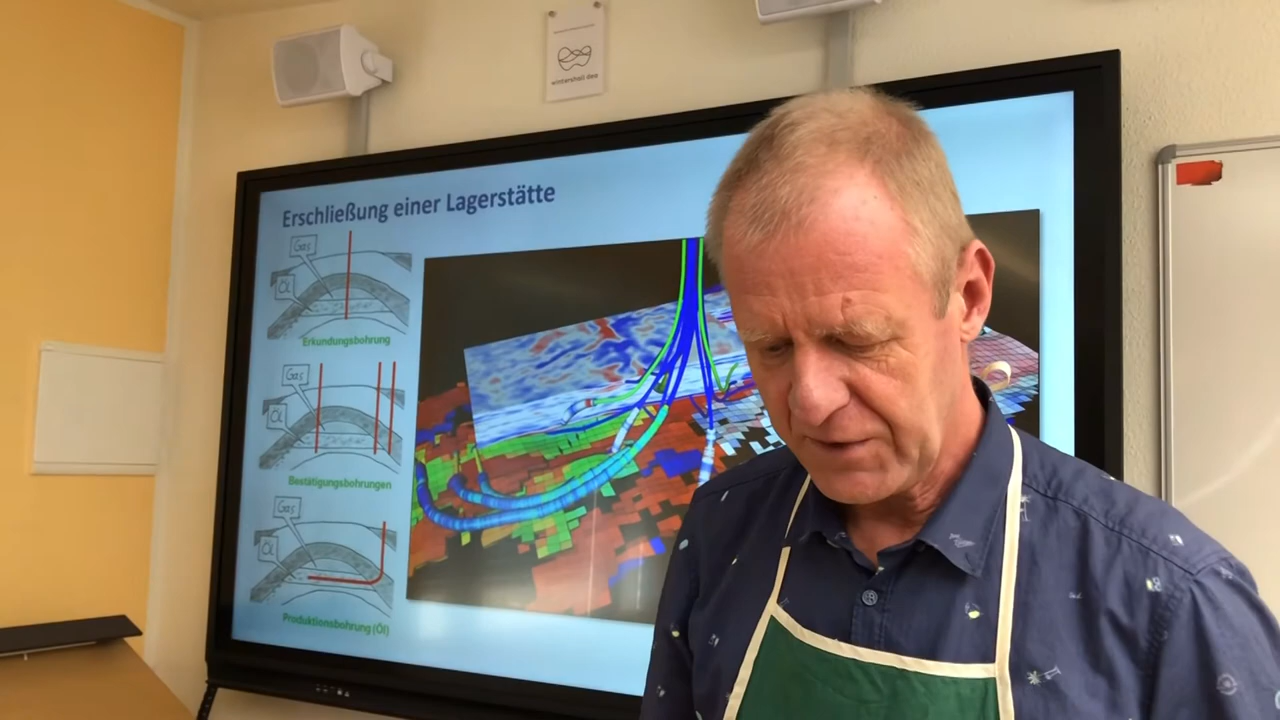 wintershall dea
Erschließung einer Lagerstätte
Gas
Öl
Erkundungsbohrung
Gas
Öl
Bestätigungsbohrungen
Gas
Öl
Produktionsbohrung (Öl)